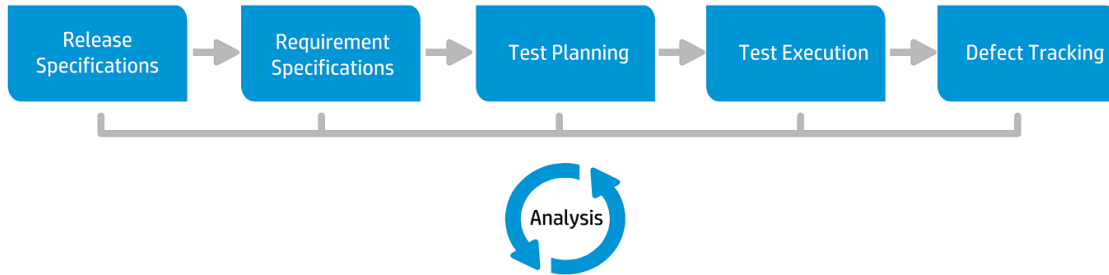 Release
Specifications
Requirement
Specifications
Test Planning
Test Execution
Defect Tracking
Analysis